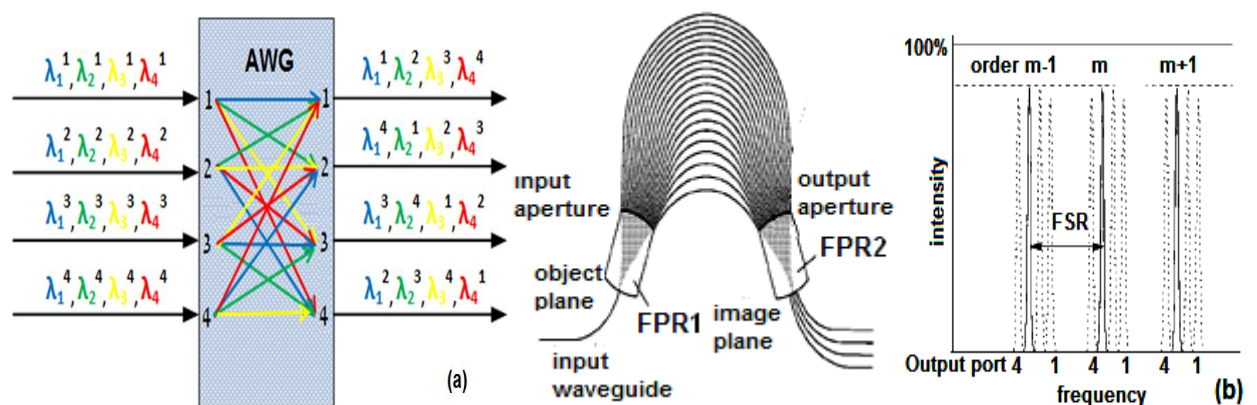 AWG
λ₁¹,λ₂¹,λ₃¹,λ₄¹
λ₁²,λ₂²,λ₃²,λ₄²
λ₁³,λ₂³,λ₃³,λ₄³
λ₁⁴,λ₂⁴,λ₃⁴,λ₄⁴
1 1
2 2
3 3
4 4
λ₁¹,λ₂²,λ₃³,λ₄⁴
λ₁⁴,λ₂¹,λ₃²,λ₄³
λ₁³,λ₂⁴,λ₃¹,λ₄²
λ₁²,λ₂³,λ₃⁴,λ₄¹
(a)
input
aperture
object
plane
FPR1
input
waveguide
output
aperture
FPR2
image
plane
100%
order m-1 m m+1
intensity
FSR
Output port 4 1 4 1 4 1
frequency
(b)